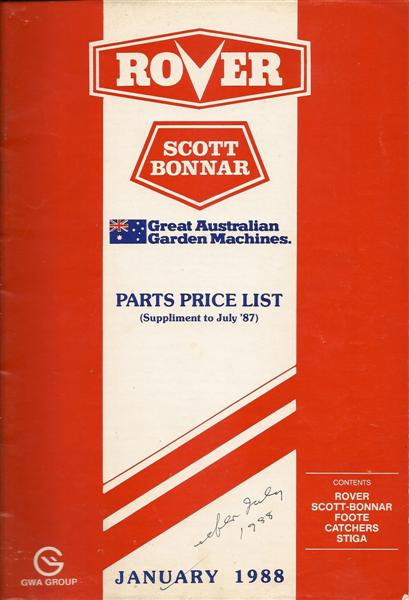 ROVER
SCOTT
BONNAR
Great Australian
Garden Machines.
PARTS PRICE LIST
(Suppliment to July '87)
CONTENTS
ROVER
SCOTT-BONNAR
FOOTE
CATCHERS
STIGA
July
1988
GWA GROUP
JANUARY 1988